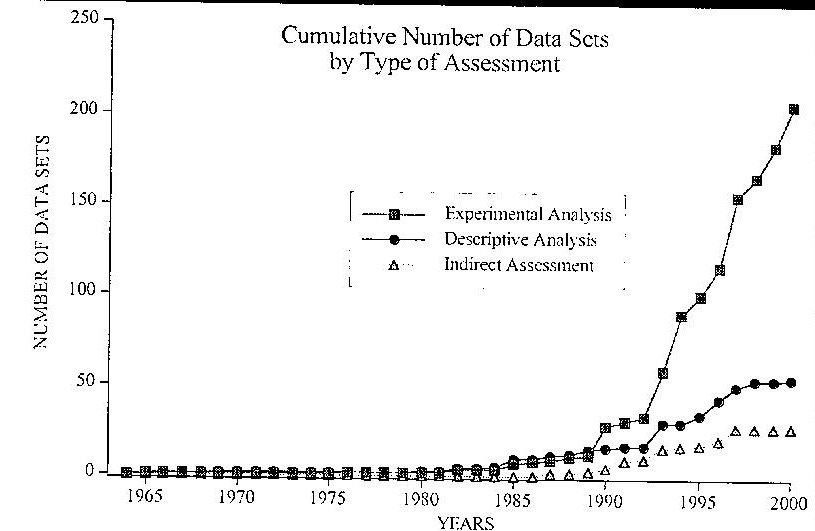 Cumulative Number of Data Sets
by Type of Assessment
250
200
150
100
50
0
NUMBER OF DATA SETS
Experimental Analysis
Descriptive Analysis
Indirect Assessment
1965 1970 1975 1980 1985 1990 1995 2000
YEARS